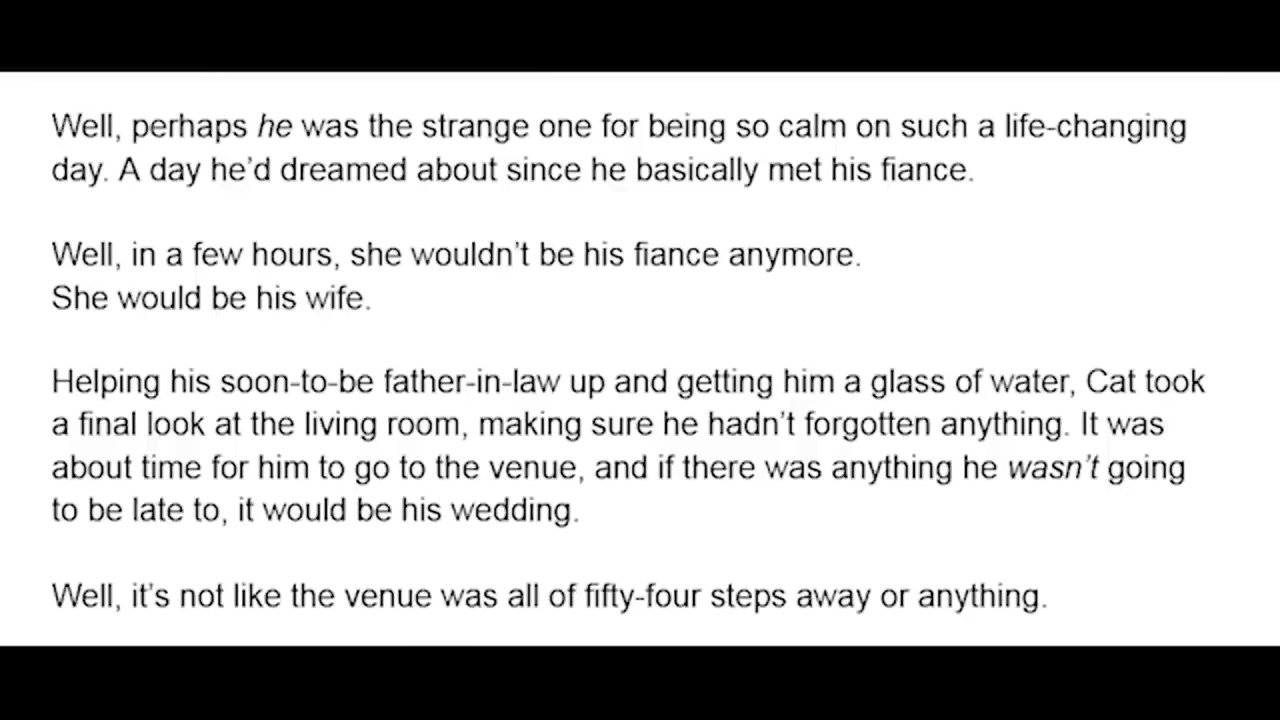 Well, perhaps he was the strange one for being so calm on such a life-changing
day. A day he’d dreamed about since he basically met his fiance.
Well, in a few hours, she wouldn’t be his fiance anymore.
She would be his wife.
Helping his soon-to-be father-in-law up and getting him a glass of water, Cat took
a final look at the living room, making sure he hadn’t forgotten anything. It was
about time for him to go to the venue, and if there was anything he wasn’t going
to be late to, it would be his wedding.
Well, it’s not like the venue was all of fifty-four steps away or anything.